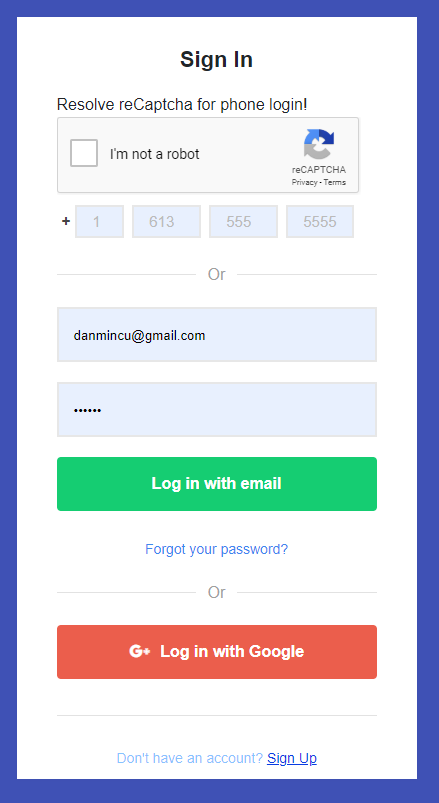 Sign In
Resolve reCaptcha for phone login!
I'm not a robot
reCAPTCHA
Privacy - Terms
+ 1 613 555 5555
Or
danmincu@gmail.com
••••••
Log in with email
Forgot your password?
Or
G+ Log in with Google
Don't have an account? Sign Up